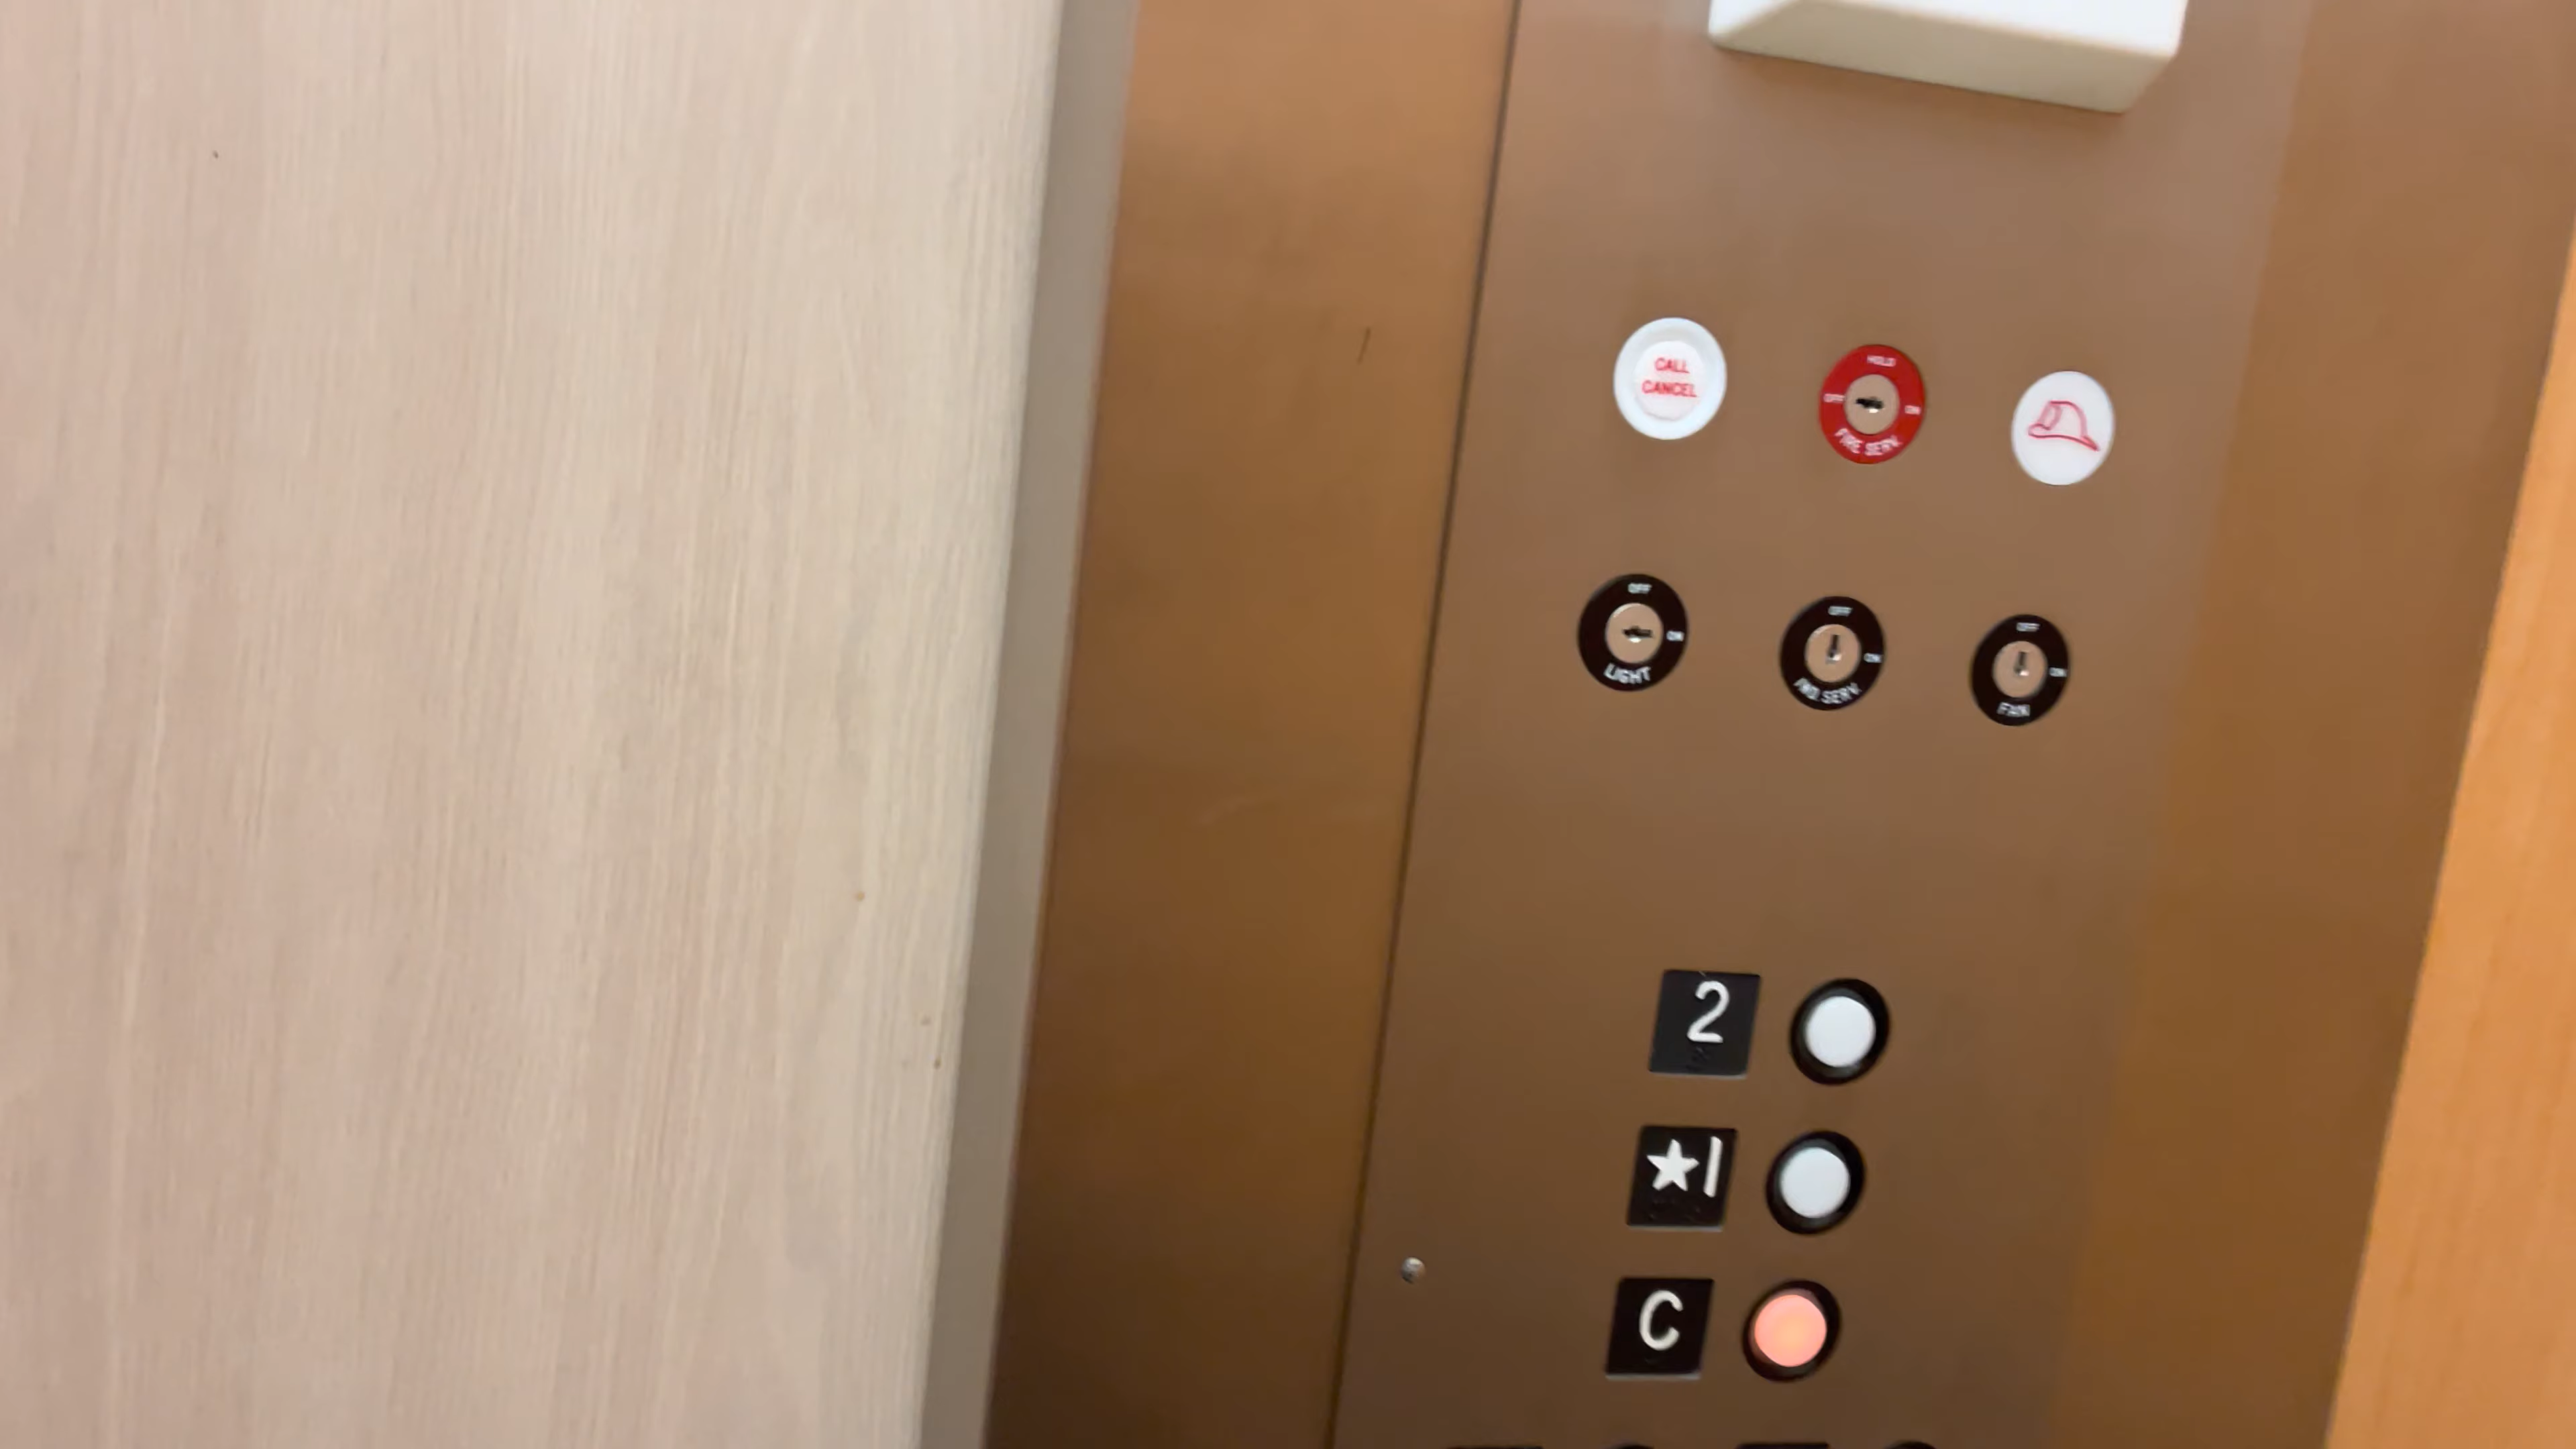 CALL
CANCEL
HOLD
OFF ON
FIRE SERV.
OFF
ON
LIGHT
OFF
ON
IND. SERV.
OFF
ON
FAN
2
★1
C